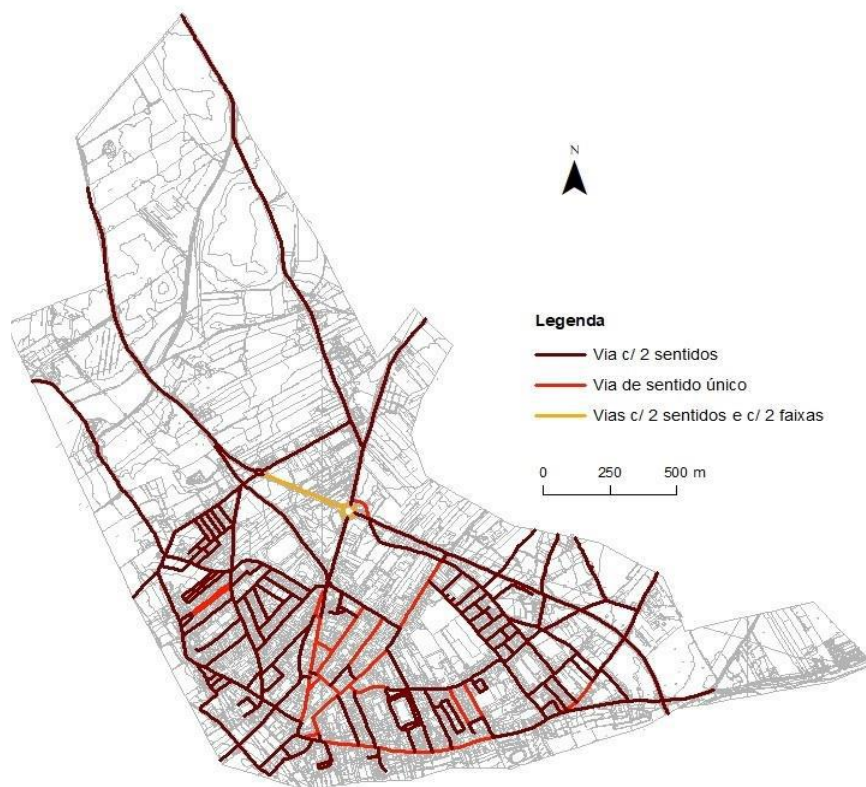 N
Legenda
Via c/ 2 sentidos
Via de sentido único
Vias c/ 2 sentidos e c/ 2 faixas
0 250 500 m